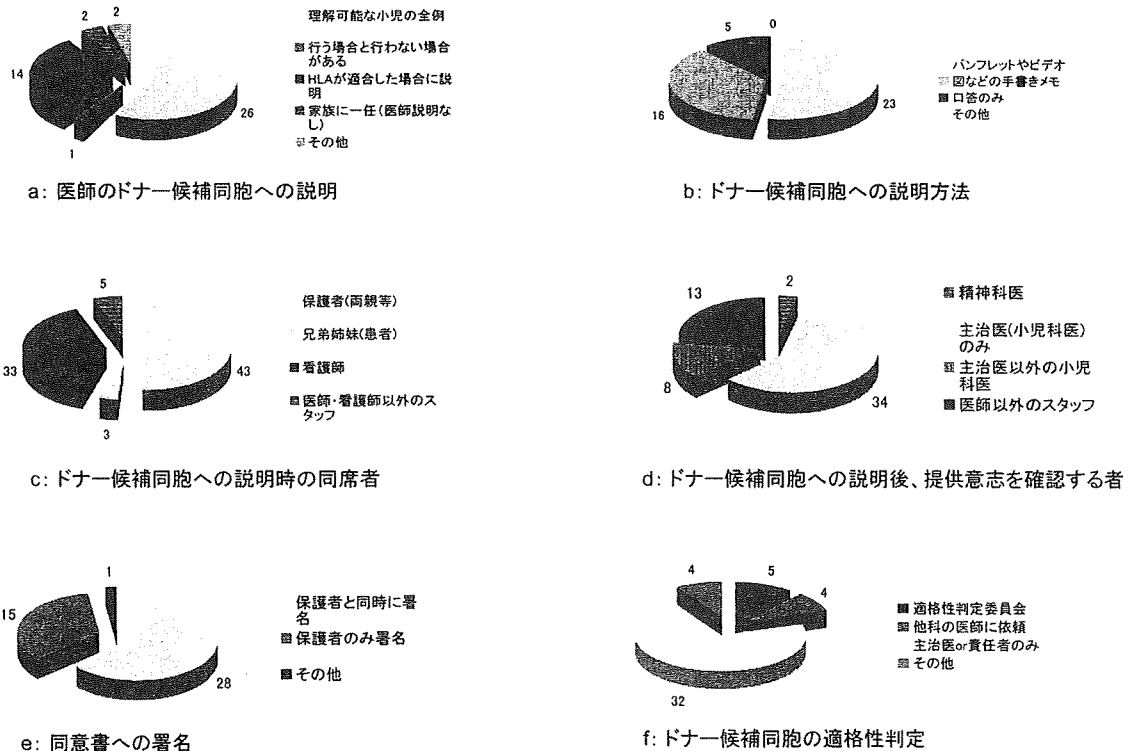 2
2
14
26
1
理解可能な小児の全例
行う場合と行わない場合
がある
HLAが適合した場合に説
明
家族に一任(医師説明な
し)
その他
a: 医師のドナー候補同胞への説明
5
0
16
23
パンフレットやビデオ
図などの手書きメモ
口答のみ
その他
b: ドナー候補同胞への説明方法
5
33
43
3
保護者(両親等)
兄弟姉妹(患者)
看護師
医師・看護師以外のス
タッフ
c: ドナー候補同胞への説明時の同席者
13
2
8
34
精神科医
主治医(小児科医)
のみ
主治医以外の小児
科医
医師以外のスタッフ
d: ドナー候補同胞への説明後、提供意志を確認する者
1
15
28
保護者と同時に署
名
保護者のみ署名
その他
e: 同意書への署名
4
5
4
32
適格性判定委員会
他科の医師に依頼
主治医or責任者のみ
その他
f: ドナー候補同胞の適格性判定